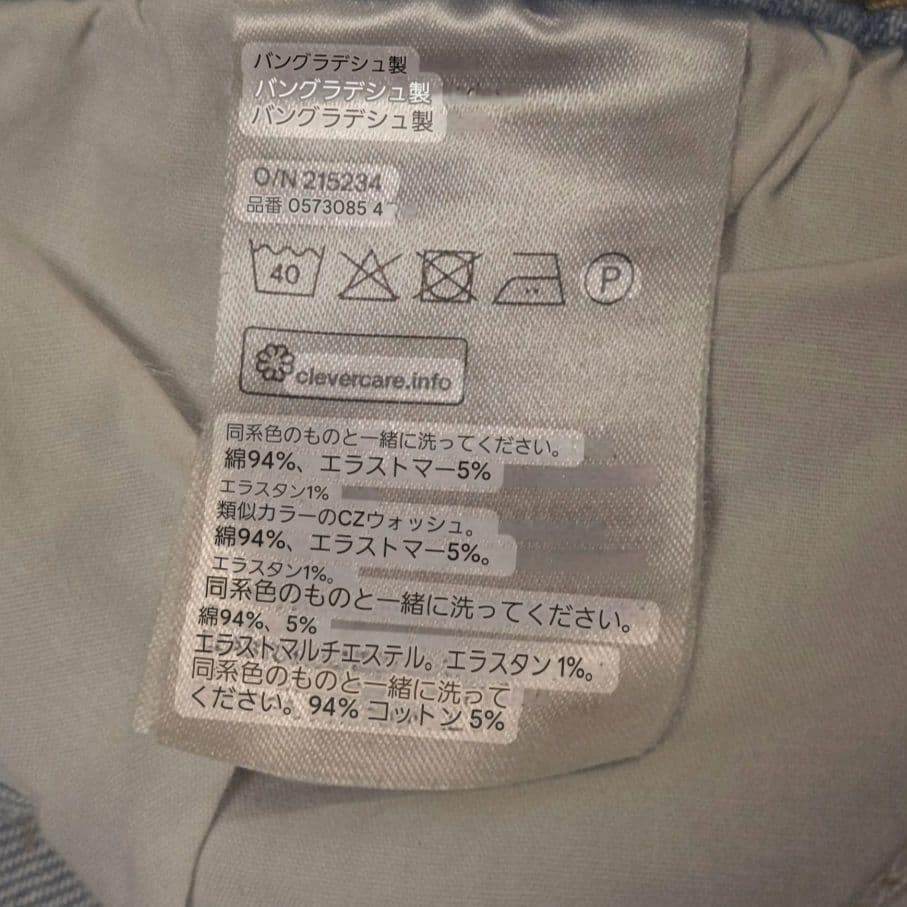 バングラデシュ製
バングラデシュ製
バングラデシュ製
O/N 215234
品番 0573085 4
40
P
clevercare.info
同系色のものと一緒に洗ってください。
綿94%、エラストマー5%
エラスタン1%
類似カラーのCZウォッシュ。
綿94%、エラストマー5%。
エラスタン1%。
同系色のものと一緒に洗ってください。
綿94%、5%
エラストマルチエステル。エラスタン 1%。
同系色のものと一緒に洗って
ください。94% コットン 5%